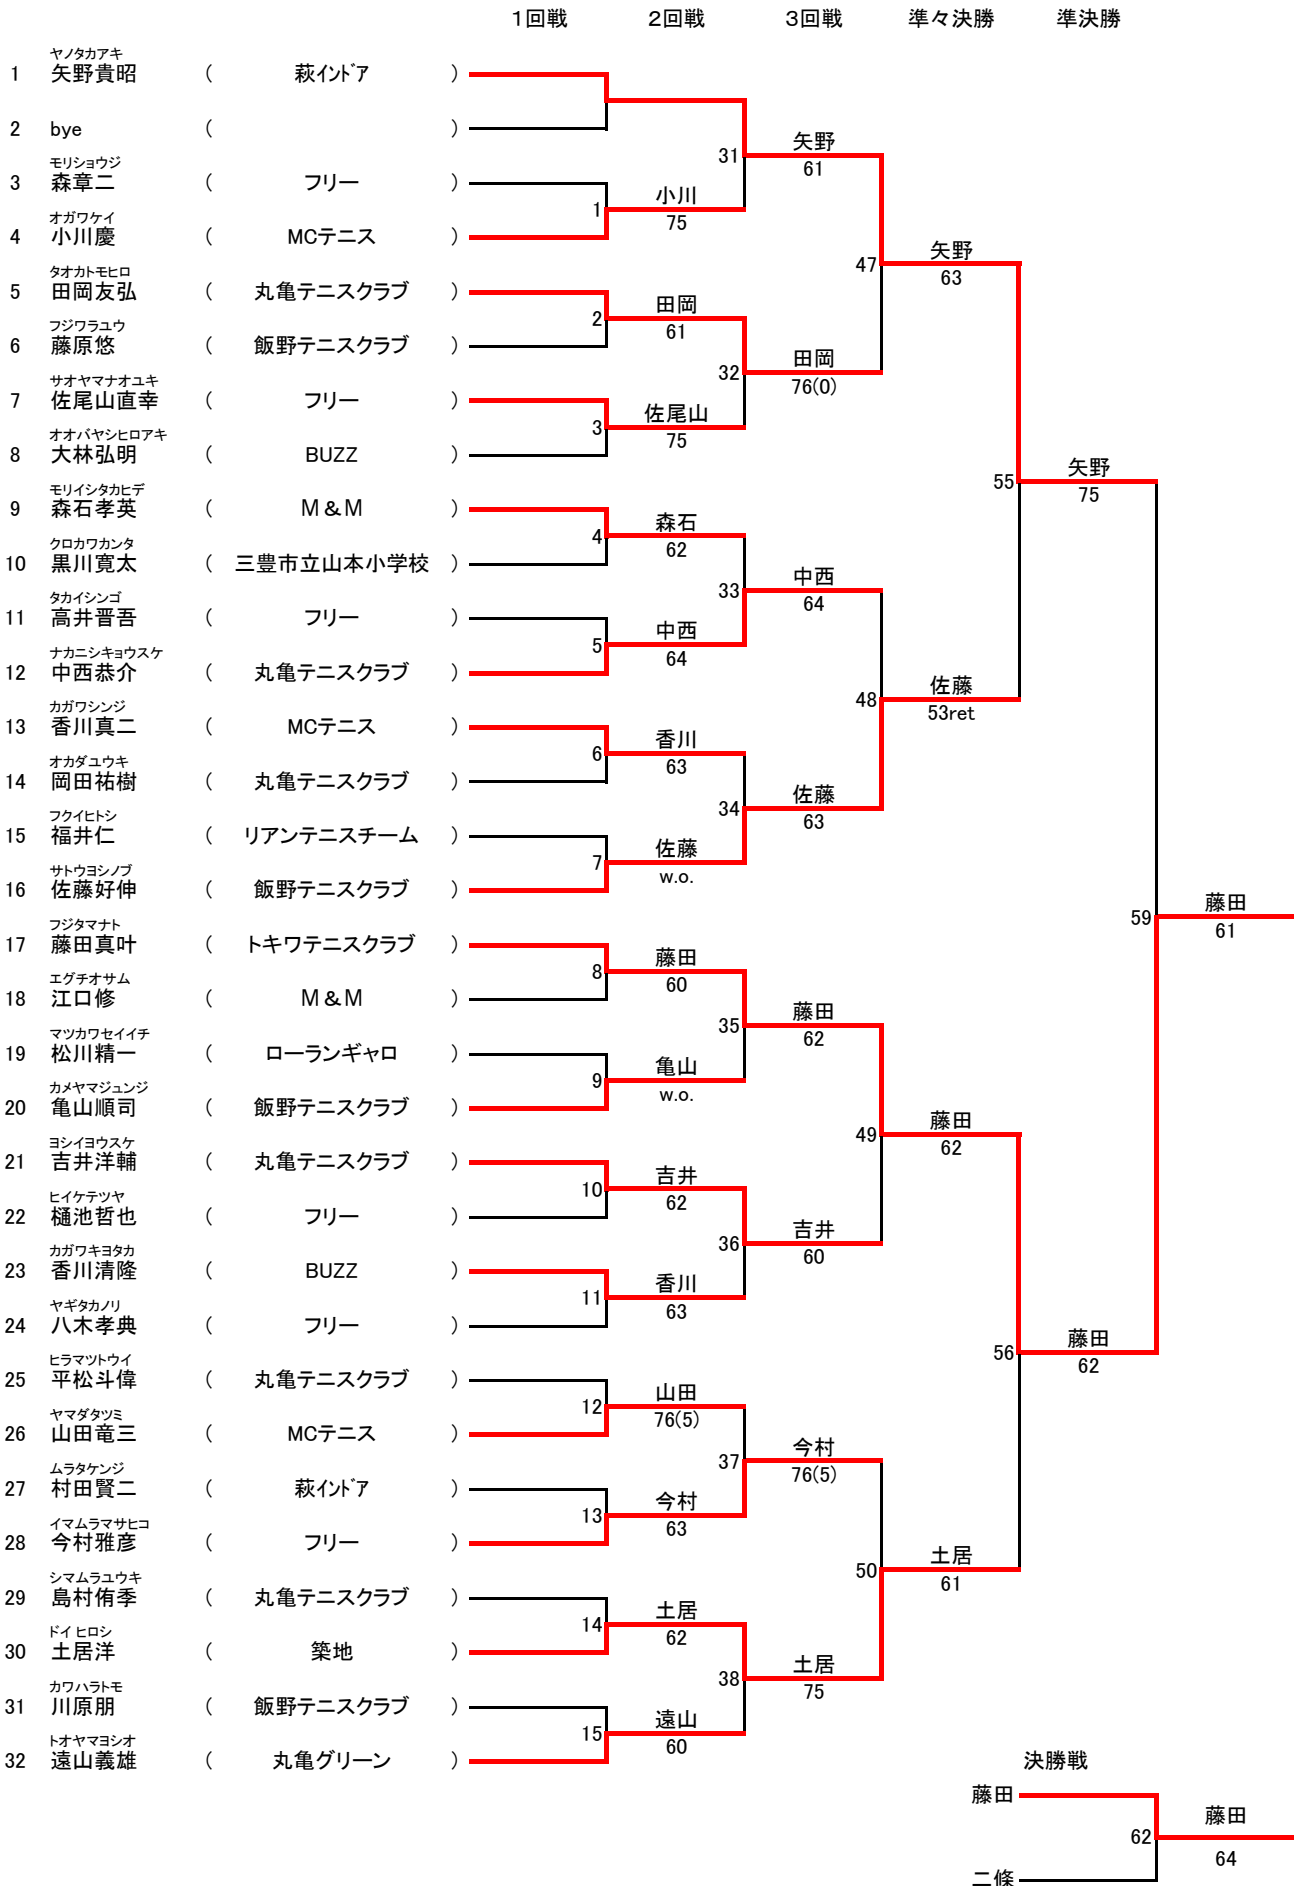 1回戦 2回戦 3回戦 準々決勝 準決勝
ヤノタカアキ
1 矢野貴昭 ( 萩インドア )
2 bye ( )
矢野
31
61
モリショウジ
3 森章二 ( フリー )
小川
1
75
オガワケイ
4 小川慶 ( MCテニス )
矢野
47
63
タオカトモヒロ
5 田岡友弘 ( 丸亀テニスクラブ )
田岡
2
61
フジワラユウ
6 藤原悠 ( 飯野テニスクラブ )
田岡
32
76(0)
サオヤマナオユキ
7 佐尾山直幸 ( フリー )
佐尾山
3
75
オオバヤシヒロアキ
8 大林弘明 ( BUZZ )
矢野
55
75
モリイシタカヒデ
9 森石孝英 ( M&M )
森石
4
62
クロカワカンタ
10 黒川寛太 ( 三豊市立山本小学校 )
中西
33
64
タカイシンゴ
11 高井晋吾 ( フリー )
中西
5
64
ナカニシキョウスケ
12 中西恭介 ( 丸亀テニスクラブ )
佐藤
48
53ret
カガワシンジ
13 香川真二 ( MCテニス )
香川
6
63
オカダユウキ
14 岡田祐樹 ( 丸亀テニスクラブ )
佐藤
34
63
フクイヒトシ
15 福井仁 ( リアンテニスチーム )
佐藤
7
w.o.
サトウヨシノブ
16 佐藤好伸 ( 飯野テニスクラブ )
藤田
59
61
フジタマナト
17 藤田真叶 ( トキワテニスクラブ )
藤田
8
60
エグチオサム
18 江口修 ( M&M )
藤田
35
62
マツカワセイイチ
19 松川精一 ( ローランギャロ )
亀山
9
w.o.
カメヤマジュンジ
20 亀山順司 ( 飯野テニスクラブ )
藤田
49
62
ヨシイヨウスケ
21 吉井洋輔 ( 丸亀テニスクラブ )
吉井
10
62
ヒイケテツヤ
22 樋池哲也 ( フリー )
吉井
36
60
カガワキヨタカ
23 香川清隆 ( BUZZ )
香川
11
63
ヤギタカノリ
24 八木孝典 ( フリー )
藤田
56
62
ヒラマツトウイ
25 平松斗偉 ( 丸亀テニスクラブ )
山田
12
76(5)
ヤマダタツミ
26 山田竜三 ( MCテニス )
今村
37
76(5)
ムラタケンジ
27 村田賢二 ( 萩インドア )
今村
13
63
イマムラマサヒコ
28 今村雅彦 ( フリー )
土居
50
61
シマムラユウキ
29 島村侑季 ( 丸亀テニスクラブ )
土居
14
62
ドイ ヒロシ
30 土居洋 ( 築地 )
土居
38
75
カワハラトモ
31 川原朋 ( 飯野テニスクラブ )
遠山
15
60
トオヤマヨシオ
32 遠山義雄 ( 丸亀グリーン )
決勝戦
藤田
藤田
62
64
二條